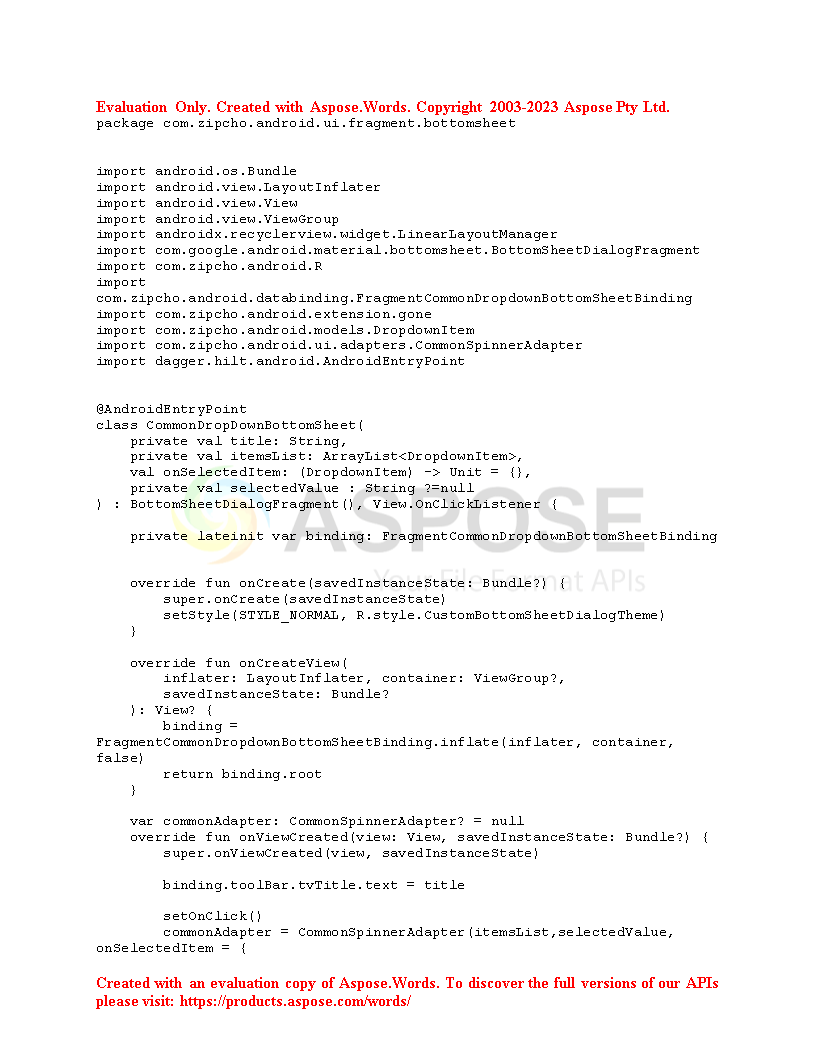 Evaluation Only. Created with Aspose.Words. Copyright 2003-2023 Aspose Pty Ltd.
package com.zipcho.android.ui.fragment.bottomsheet
import android.os.Bundle
import android.view.LayoutInflater
import android.view.View
import android.view.ViewGroup
import androidx.recyclerview.widget.LinearLayoutManager
import com.google.android.material.bottomsheet.BottomSheetDialogFragment
import com.zipcho.android.R
import
com.zipcho.android.databinding.FragmentCommonDropdownBottomSheetBinding
import com.zipcho.android.extension.gone
import com.zipcho.android.models.DropdownItem
import com.zipcho.android.ui.adapters.CommonSpinnerAdapter
import dagger.hilt.android.AndroidEntryPoint
@AndroidEntryPoint
class CommonDropDownBottomSheet(
    private val title: String,
    private val itemsList: ArrayList<DropdownItem>,
    val onSelectedItem: (DropdownItem) -> Unit = {},
    private val selectedValue : String ?=null
) : BottomSheetDialogFragment(), View.OnClickListener {
ASPOSE
    private lateinit var binding: FragmentCommonDropdownBottomSheetBinding
Your File Format APIs
    override fun onCreate(savedInstanceState: Bundle?) {
        super.onCreate(savedInstanceState)
        setStyle(STYLE_NORMAL, R.style.CustomBottomSheetDialogTheme)
    }
    override fun onCreateView(
        inflater: LayoutInflater, container: ViewGroup?,
        savedInstanceState: Bundle?
    ): View? {
        binding =
FragmentCommonDropdownBottomSheetBinding.inflate(inflater, container,
false)
        return binding.root
    }
    var commonAdapter: CommonSpinnerAdapter? = null
    override fun onViewCreated(view: View, savedInstanceState: Bundle?) {
        super.onViewCreated(view, savedInstanceState)
        binding.toolBar.tvTitle.text = title
        setOnClick()
        commonAdapter = CommonSpinnerAdapter(itemsList,selectedValue,
onSelectedItem = {
Created with an evaluation copy of Aspose.Words. To discover the full versions of our APIs
please visit: https://products.aspose.com/words/